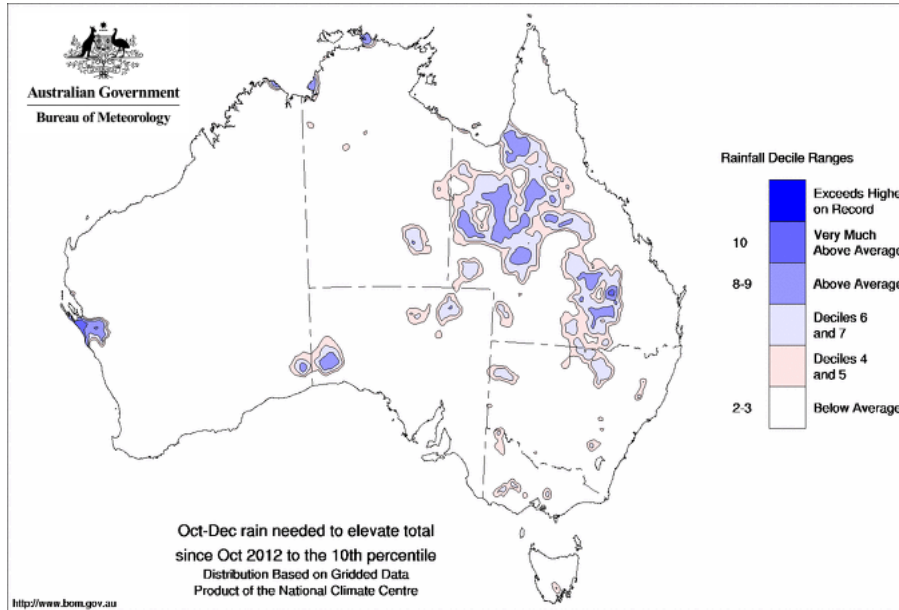 Australian Government
Bureau of Meteorology
Rainfall Decile Ranges
Exceeds Highe
on Record
10
Very Much
Above Average
8-9
Above Average
Deciles 6
and 7
Deciles 4
and 5
2-3
Below Average
Oct-Dec rain needed to elevate total
since Oct 2012 to the 10th percentile
Distribution Based on Gridded Data
Product of the National Climate Centre
http://www.bom.gov.au